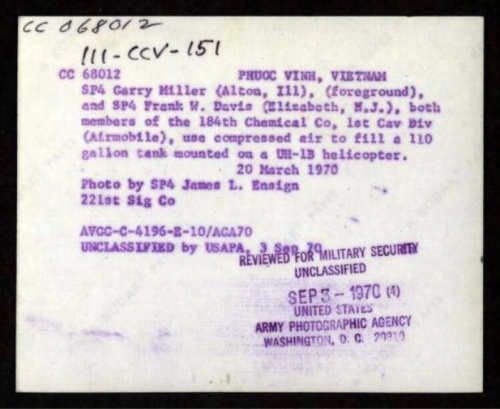 CC 068012
111-CCV-151
CC 68012 PHUOC VINH, VIETNAM
SP4 Garry Miller (Alton, Ill), (foreground),
and SP4 Frank W. Davis (Elizabeth, N.J.), both
members of the 184th Chemical Co, 1st Cav Div
(Airmobile), use compressed air to fill a 110
gallon tank mounted on a UH-1B helicopter.
20 March 1970
Photo by SP4 James L. Ensign
221st Sig Co
AVCC-C-4196-E-10/AGA70
UNCLASSIFIED by USAPA, 3 Sep 70
REVIEWED FOR MILITARY SECURITY
UNCLASSIFIED
SEP 3 - 1970 (4)
UNITED STATES
ARMY PHOTOGRAPHIC AGENCY
WASHINGTON, D. C. 20310